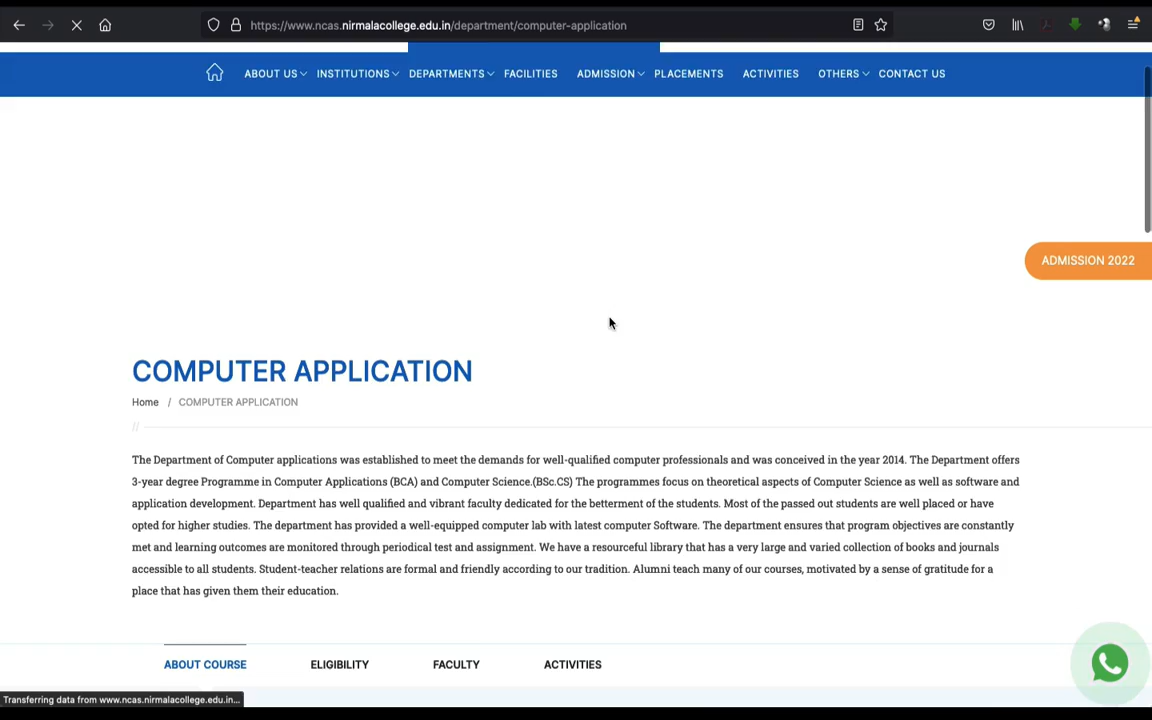 https://www.ncas.nirmalacollege.edu.in/department/computer-application
ABOUT US INSTITUTIONS DEPARTMENTS FACILITIES ADMISSION PLACEMENTS ACTIVITIES OTHERS CONTACT US
ADMISSION 2022
COMPUTER APPLICATION
Home / COMPUTER APPLICATION
//
The Department of Computer applications was established to meet the demands for well-qualified computer professionals and was conceived in the year 2014. The Department offers
3-year degree Programme in Computer Applications (BCA) and Computer Science.(BSc.CS) The programmes focus on theoretical aspects of Computer Science as well as software and
application development. Department has well qualified and vibrant faculty dedicated for the betterment of the students. Most of the passed out students are well placed or have
opted for higher studies. The department has provided a well-equipped computer lab with latest computer Software. The department ensures that program objectives are constantly
met and learning outcomes are monitored through periodical test and assignment. We have a resourceful library that has a very large and varied collection of books and journals
accessible to all students. Student-teacher relations are formal and friendly according to our tradition. Alumni teach many of our courses, motivated by a sense of gratitude for a
place that has given them their education.
ABOUT COURSE ELIGIBILITY FACULTY ACTIVITIES
Transferring data from www.ncas.nirmalacollege.edu.in...